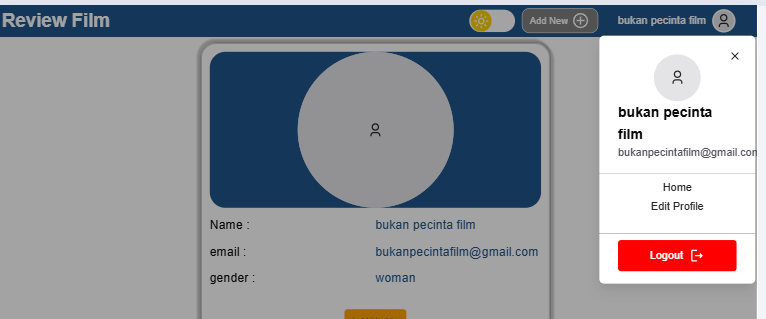 Review Film
Add New
bukan pecinta film
bukan pecinta
film
bukanpecintafilm@gmail.con
Home
Edit Profile
Logout
Name :
bukan pecinta film
email :
bukanpecintafilm@gmail.com
gender :
woman